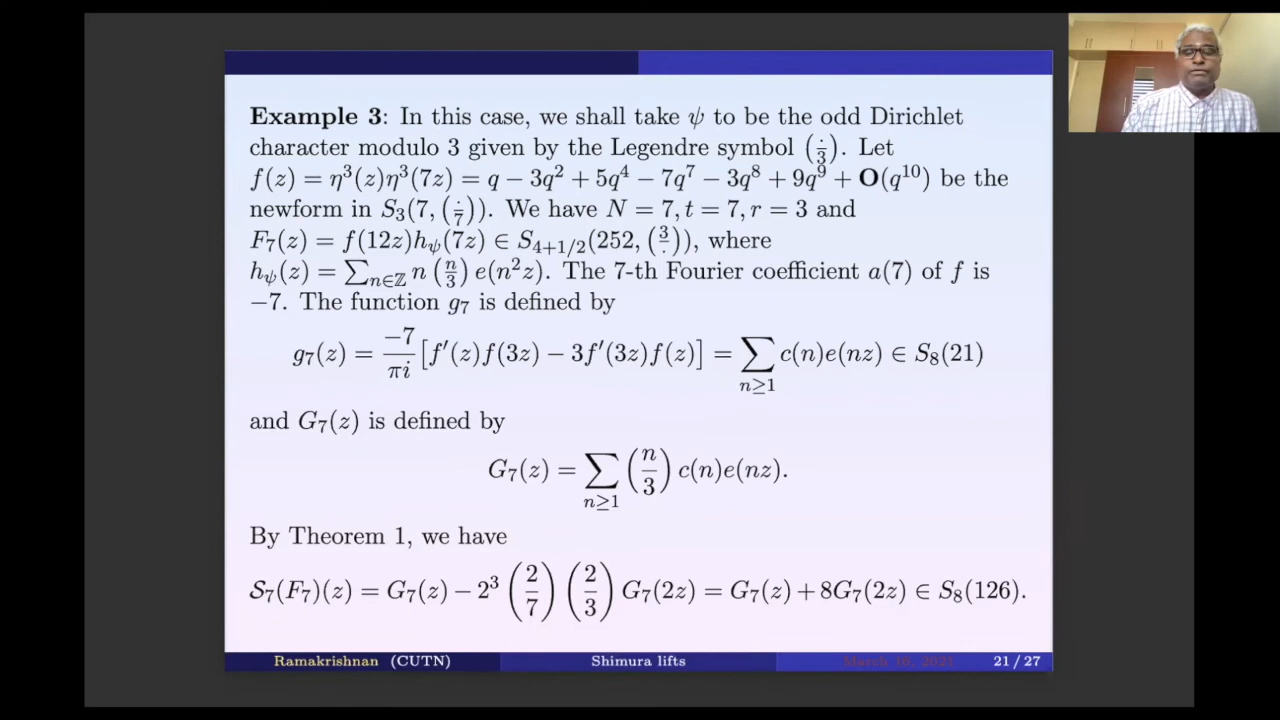 Example 3: In this case, we shall take ψ to be the odd Dirichlet
character modulo 3 given by the Legendre symbol (·/3). Let
f(z) = η³(z)η³(7z) = q − 3q² + 5q⁴ − 7q⁷ − 3q⁸ + 9q⁹ + O(q¹⁰) be the
newform in S₃(7, (·/7)). We have N = 7, t = 7, r = 3 and
F₇(z) = f(12z)h_ψ(7z) ∈ S_{4+1/2}(252, (3/·)), where
h_ψ(z) = ∑_{n∈ℤ} n (n/3) e(n²z). The 7-th Fourier coefficient a(7) of f is
−7. The function g₇ is defined by
g₇(z) = −7/πi [f′(z)f(3z) − 3f′(3z)f(z)] = ∑_{n≥1} c(n)e(nz) ∈ S₈(21)
and G₇(z) is defined by
G₇(z) = ∑_{n≥1} (n/3) c(n)e(nz).
By Theorem 1, we have
𝒮₇(F₇)(z) = G₇(z) − 2³ (2/7) (2/3) G₇(2z) = G₇(z) + 8G₇(2z) ∈ S₈(126).
Ramakrishnan (CUTN) Shimura lifts March 16, 2021 21 / 27